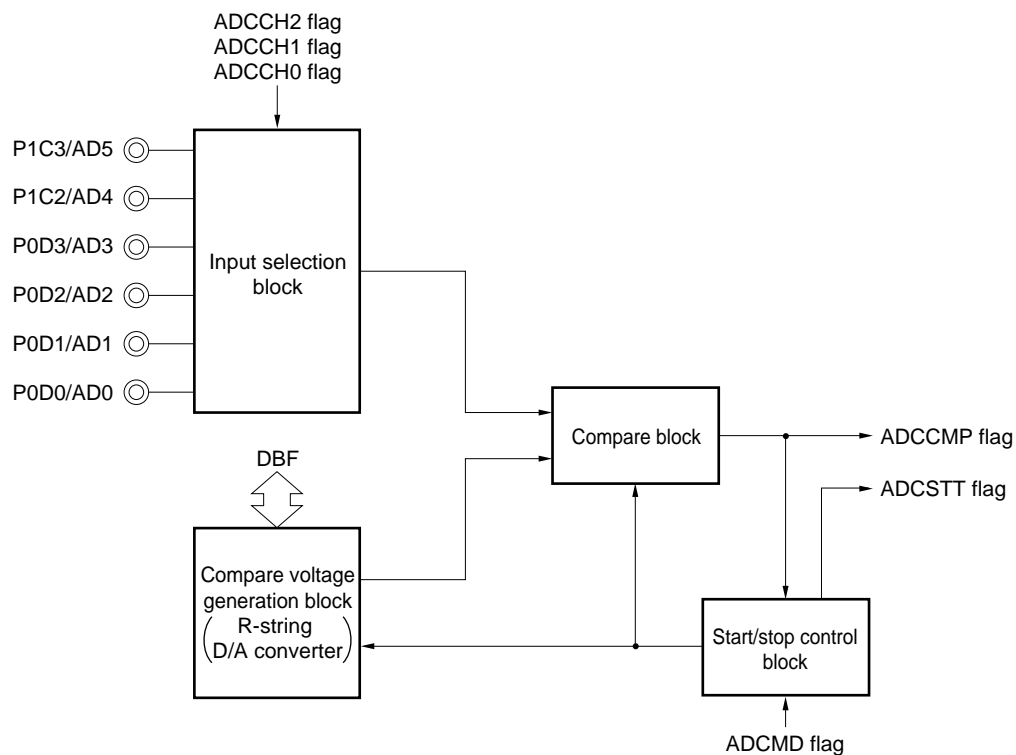 ADCCH2 flag
ADCCH1 flag
ADCCH0 flag
P1C3/AD5
P1C2/AD4
P0D3/AD3
P0D2/AD2
P0D1/AD1
P0D0/AD0
Input selection
block
Compare block
ADCCMP flag
ADCSTT flag
DBF
Compare voltage
generation block
R-string
D/A converter
Start/stop control
block
ADCMD flag